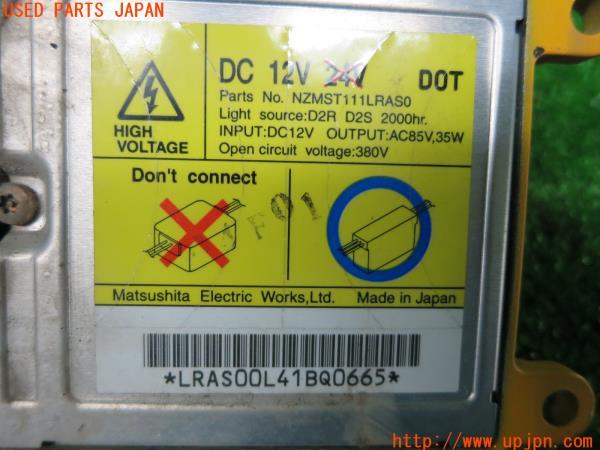 USED PARTS JAPAN
DC 12V 24V DOT
Parts No. NZMST111LRAS0
Light source:D2R D2S 2000hr.
INPUT:DC12V OUTPUT:AC85V,35W
Open circuit voltage:380V
HIGH
VOLTAGE
Don't connect
Matsushita Electric Works,Ltd. Made in Japan
*LRAS00L41BQ0665*
http://www.upjpn.com/